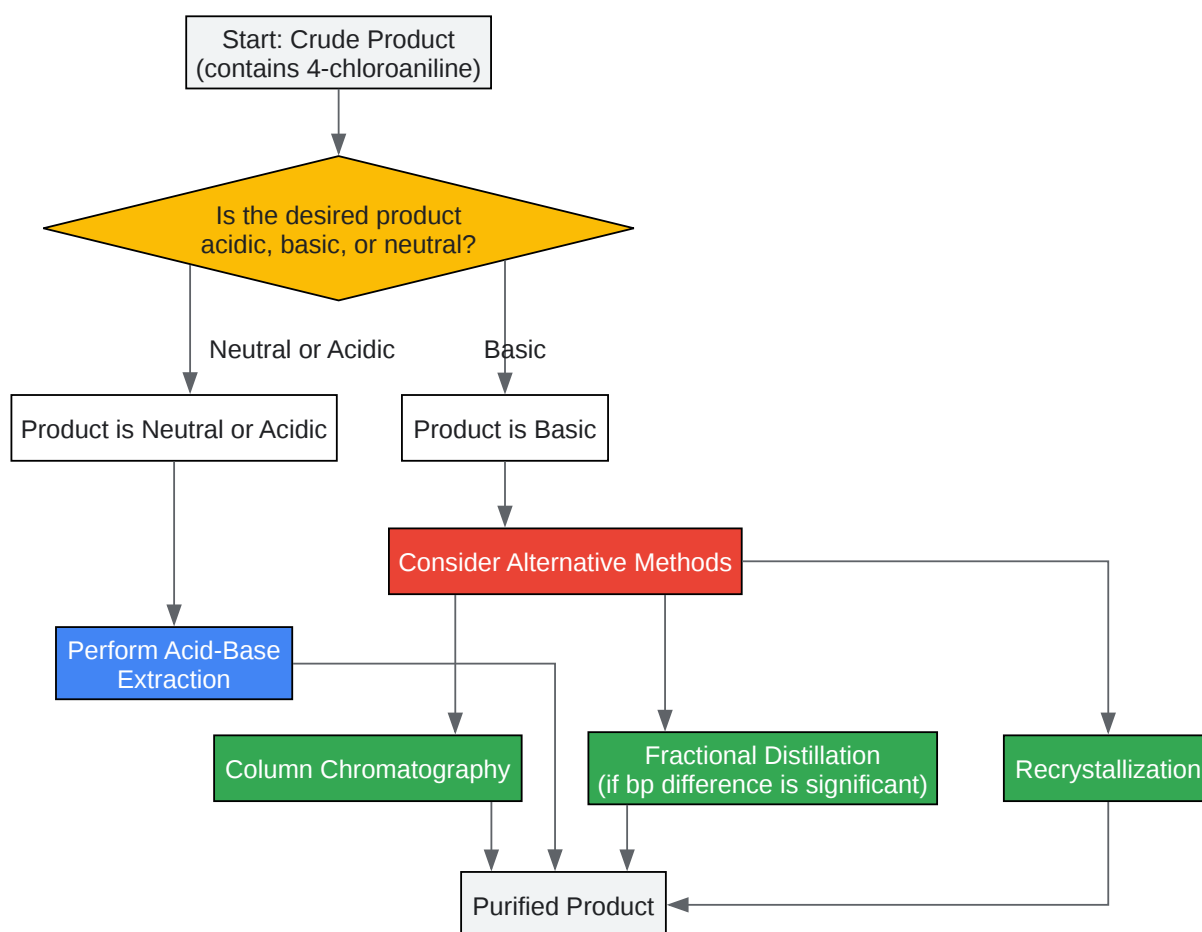 Start: Crude Product
(contains 4-chloroaniline)
Is the desired product
acidic, basic, or neutral?
Neutral or Acidic
Basic
Product is Neutral or Acidic
Product is Basic
Consider Alternative Methods
Perform Acid-Base
Extraction
Column Chromatography
Fractional Distillation
(if bp difference is significant)
Recrystallization
Purified Product